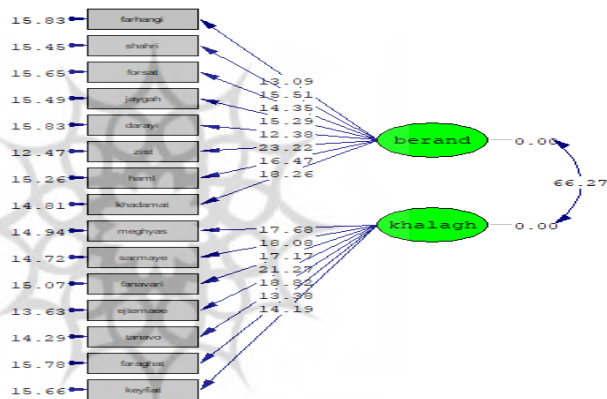 15.83 farhangi
15.45 shahri
15.65 forsat
15.49 jaygah
15.83 darayi
12.47 zist
15.26 haml
14.81 khadamat
14.94 meghyas
14.72 sarmaye
15.07 fanavari
13.63 ejtemaee
14.29 tanavo
15.78 faraghat
15.66 keyfiat
13.09
15.51
14.35
15.29
12.38
23.22
16.47
18.26
17.68
18.08
17.17
21.27
18.82
13.38
14.19
berand 0.00
66.27
khalagh 0.00